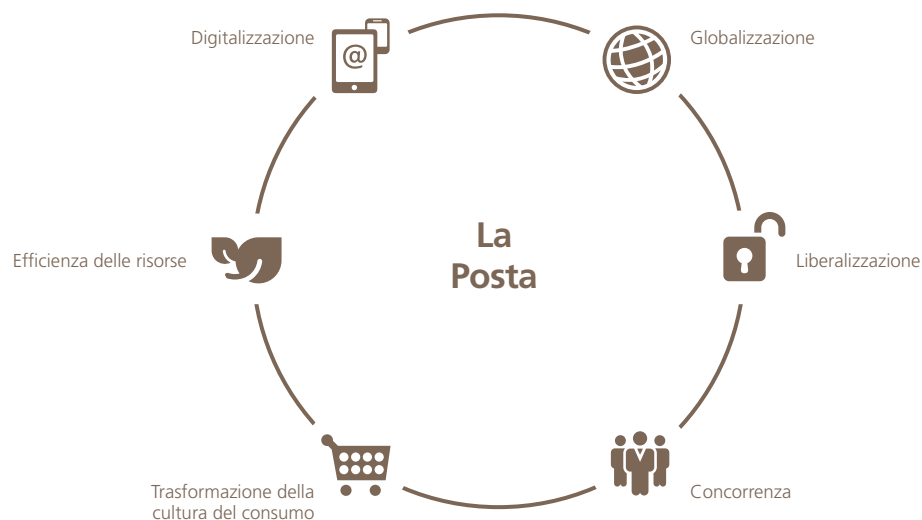 Digitalizzazione
Globalizzazione
@
La
Posta
Efficienza delle risorse
Liberalizzazione
Trasformazione della
cultura del consumo
Concorrenza